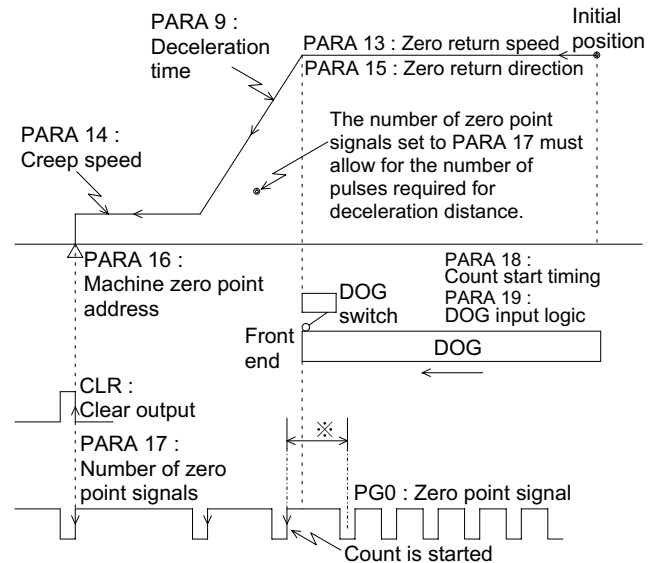 PARA 9 :
Deceleration
time
Initial
position
PARA 13 : Zero return speed
PARA 15 : Zero return direction
The number of zero point
signals set to PARA 17 must
allow for the number of
pulses required for
deceleration distance.
PARA 14 :
Creep speed
PARA 16 :
Machine zero point
address
PARA 18 :
Count start timing
PARA 19 :
DOG input logic
DOG
switch
Front
end
DOG
CLR :
Clear output
PARA 17 :
Number of zero
point signals
※
PG0 : Zero point signal
Count is started